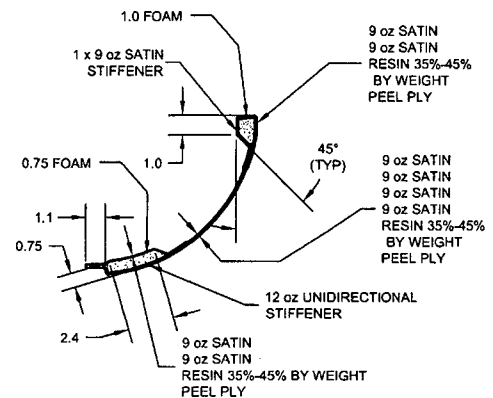 1.0 FOAM
1 x 9 oz SATIN
STIFFENER
9 oz SATIN
9 oz SATIN
RESIN 35%-45%
BY WEIGHT
PEEL PLY
1.0
45°
(TYP)
0.75 FOAM
9 oz SATIN
9 oz SATIN
9 oz SATIN
9 oz SATIN
RESIN 35%-45%
BY WEIGHT
PEEL PLY
1.1
0.75
12 oz UNIDIRECTIONAL
STIFFENER
2.4
9 oz SATIN
9 oz SATIN
RESIN 35%-45% BY WEIGHT
PEEL PLY